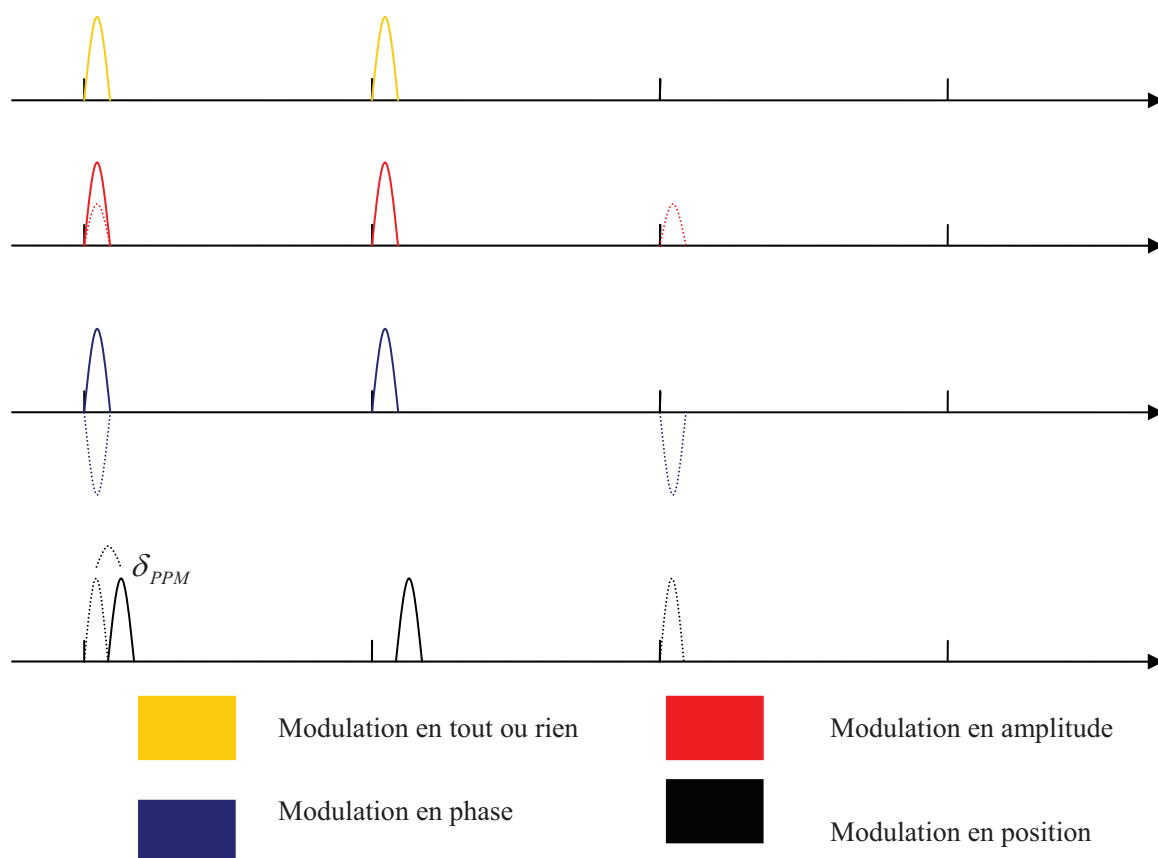 δPPM
Modulation en tout ou rien
Modulation en amplitude
Modulation en phase
Modulation en position